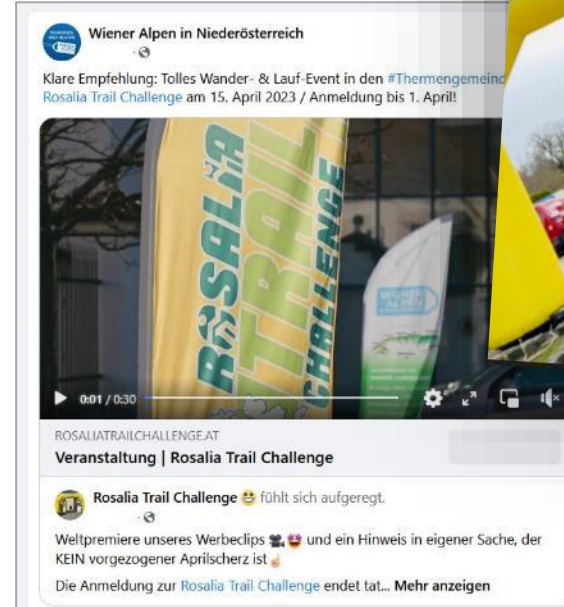 Wiener Alpen in Niederösterreich
Klare Empfehlung: Tolles Wander- & Lauf-Event in den
Rosalia Trail Challenge am 15. April 2023 / Anmeldung bis 1. April!
ROSALIA
TRAIL
CHALLENGE
WIENER
ALPEN
0:01 / 0:30
ROSALIATRAILCHALLENGE.AT
Veranstaltung | Rosalia Trail Challenge
Rosalia Trail Challenge fühlt sich aufgeregt.
Weltpremiere unseres Werbeclips und ein Hinweis in eigener Sache, der
KEIN vorgezogener Aprilscherz ist
Die Anmeldung zur Rosalia Trail Challenge endet tat... Mehr anzeigen